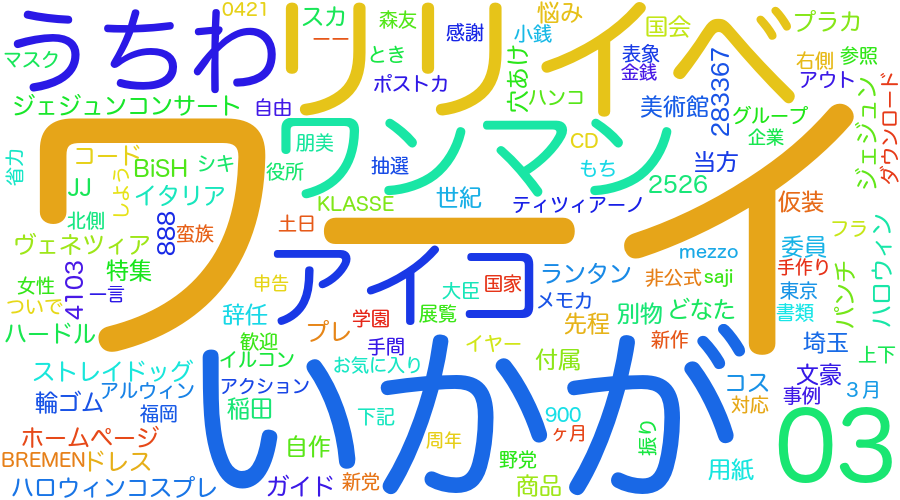 うちわ
リリイベ
ワーイ
ワンマン
アイコ
いかが
03
0421
スカ
ーー
森友
とき
感謝
悩み
小銭
国会
プラカ
マスク
ポストカ
穴あけ
ハンコ
表象
金銭
283367
右側
参照
アウト
ジェジュンコンサート
自由
美術館
グループ
企業
ジェジュン
ダウンロード
省力
コード
しよう
BiSH
シキ
朋美
役所
抽選
CD
もち
当方
2526
JJ
イタリア
北側
888
蛮族
KLASSE
世紀
ティツィアーノ
土日
仮装
ヴェネツィア
特集
女性
ついで
4103
一言
mezzo
委員
フラ
ハロウィン
パンチ
手作り
非公式
saji
ランタン
国家
大臣
申告
メモカ
東京
書類
別物
どなた
ハードル
辞任
プレ
学園
展覧
先程
新作
埼玉
上下
歓迎
イルコン
手間
イヤー
付属
お気に入り
ストレイドッグ
アルウィン
アクション
輪ゴム
福岡
稲田
下記
900
ヶ月
コス
対応
文豪
事例
3月
ホームページ
BREMEN
ドレス
自作
周年
野党
振り
用紙
ハロウィンコスプレ
ガイド
新党
商品